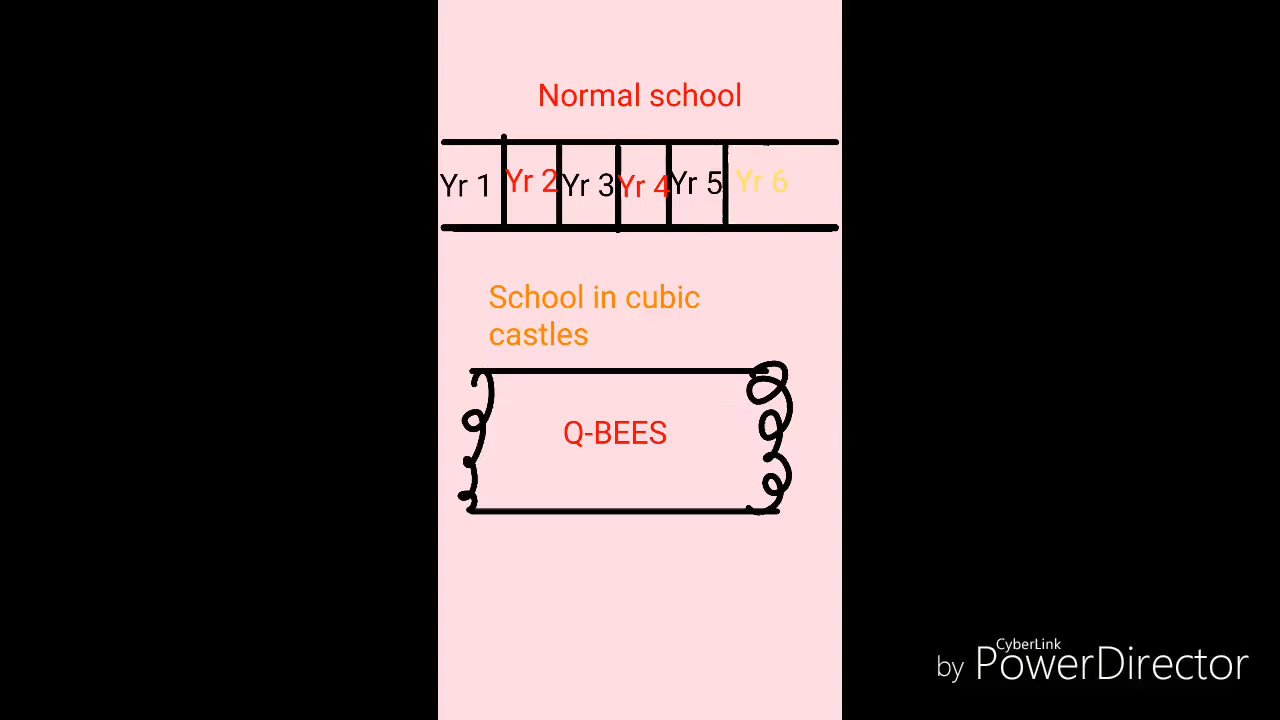 Normal school
Yr 1 Yr 2 Yr 3 Yr 4 Yr 5 Yr 6
School in cubic
castles
Q-BEES
CyberLink
by PowerDirector